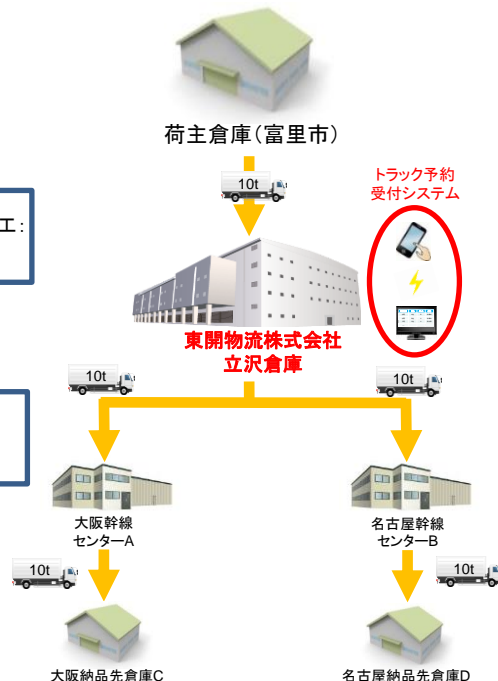 荷主倉庫(富里市)
10t
トラック予約
受付システム
工:
東開物流株式会社
立沢倉庫
10t
10t
大阪幹線
センターA
名古屋幹線
センターB
10t
10t
大阪納品先倉庫C
名古屋納品先倉庫D